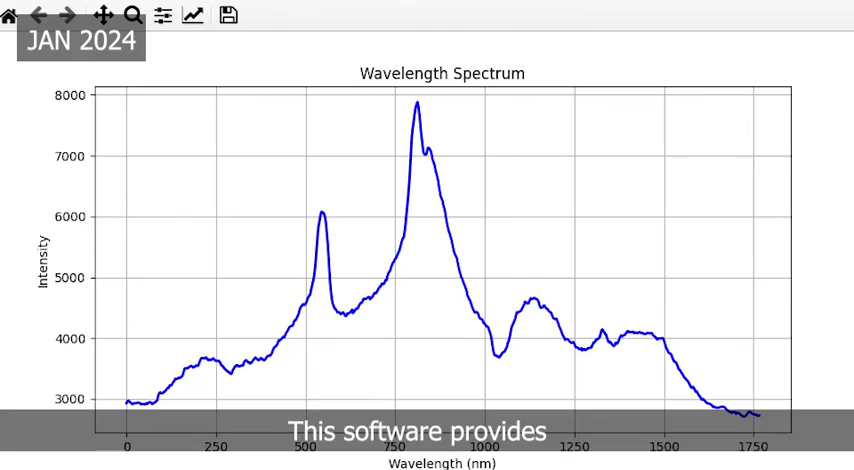 JAN 2024
Wavelength Spectrum
8000
7000
6000
5000
4000
3000
Intensity
This software provides
0 250 500 750 1000 1250 1500 1750
Wavelength (nm)